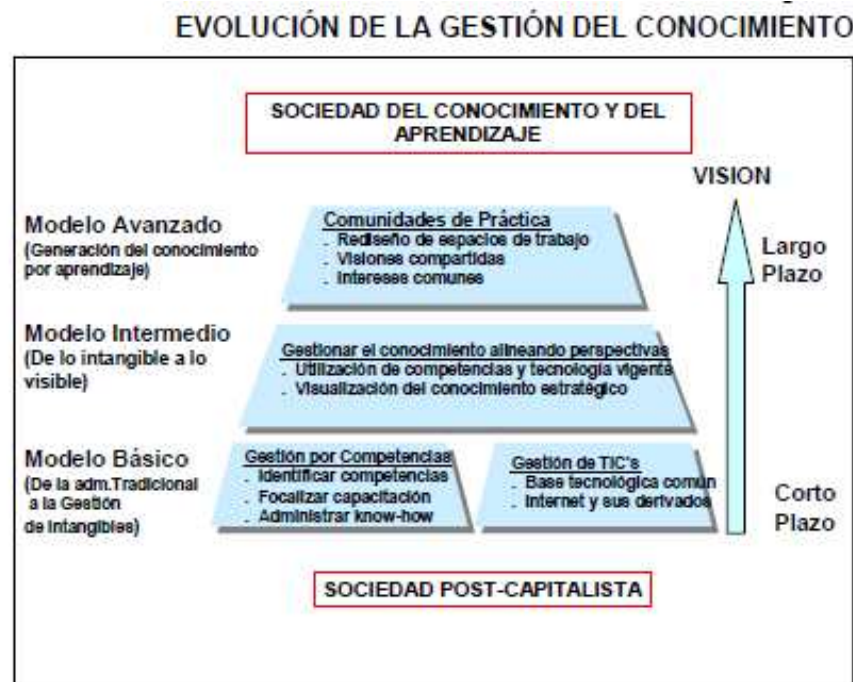 EVOLUCIÓN DE LA GESTIÓN DEL CONOCIMIENTO
SOCIEDAD DEL CONOCIMIENTO Y DEL
APRENDIZAJE
VISION
Modelo Avanzado
(Generación del conocimiento
por aprendizaje)
Comunidades de Práctica
. Rediseño de espacios de trabajo
. Visiones compartidas
. Intereses comunes
Largo
Plazo
Modelo Intermedio
(De lo intangible a lo
visible)
Gestionar el conocimiento alineando perspectivas
. Utilización de competencias y tecnología vigente
. Visualización del conocimiento estratégico
Modelo Básico
(De la adm.Tradicional
a la Gestión
de Intangibles)
Gestión por Competencias
. Identificar competencias
. Focalizar capacitación
. Administrar know-how
Gestión de TIC's
. Base tecnológica común
. Internet y sus derivados
Corto
Plazo
SOCIEDAD POST-CAPITALISTA